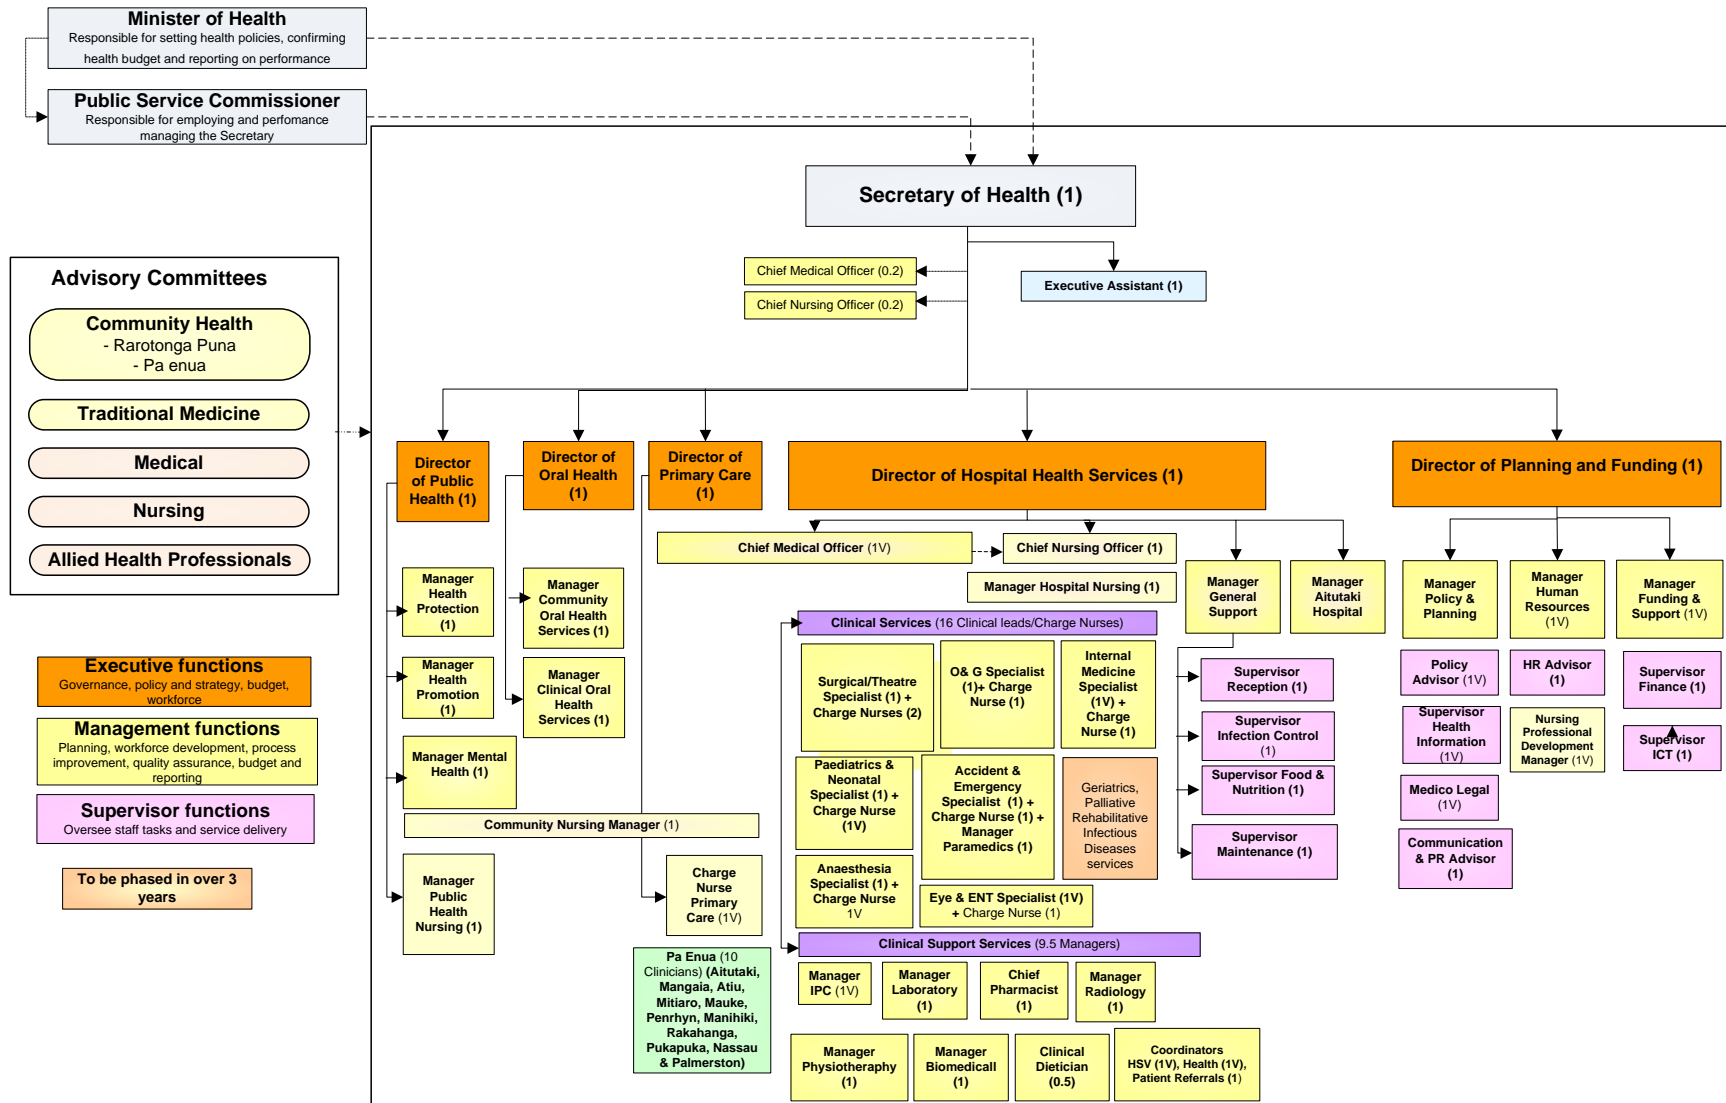 Minister of Health
Responsible for setting health policies, confirming
health budget and reporting on performance
Public Service Commissioner
Responsible for employing and perfomance
managing the Secretary
Secretary of Health (1)
Chief Medical Officer (0.2)
Chief Nursing Officer (0.2)
Executive Assistant (1)
Advisory Committees
Community Health
- Rarotonga Puna
- Pa enua
Traditional Medicine
Medical
Nursing
Allied Health Professionals
Executive functions
Governance, policy and strategy, budget,
workforce
Management functions
Planning, workforce development, process
improvement, quality assurance, budget and
reporting
Supervisor functions
Oversee staff tasks and service delivery
To be phased in over 3
years
Director
of Public
Health (1)
Director of
Oral Health
(1)
Director of
Primary Care
(1)
Director of Hospital Health Services (1)
Director of Planning and Funding (1)
Manager
Health
Protection
(1)
Manager
Health
Promotion
(1)
Manager Mental
Health (1)
Community Nursing Manager (1)
Manager
Public
Health
Nursing (1)
Manager
Community
Oral Health
Services (1)
Manager
Clinical Oral
Health
Services (1)
Charge
Nurse
Primary
Care (1V)
Pa Enua (10
Clinicians) (Aitutaki,
Mangaia, Atiu,
Mitiaro, Mauke,
Penrhyn, Manihiki,
Rakahanga,
Pukapuka, Nassau
& Palmerston)
Chief Medical Officer (1V)
Chief Nursing Officer (1)
Manager Hospital Nursing (1)
Manager
General
Support
Manager
Aitutaki
Hospital
Clinical Services (16 Clinical leads/Charge Nurses)
Surgical/Theatre
Specialist (1) +
Charge Nurses (2)
O& G Specialist
(1)+ Charge
Nurse (1)
Internal
Medicine
Specialist
(1V) +
Charge
Nurse (1)
Paediatrics &
Neonatal
Specialist (1) +
Charge Nurse
(1V)
Accident &
Emergency
Specialist (1) +
Charge Nurse (1) +
Manager
Paramedics (1)
Geriatrics,
Palliative
Rehabilitative
Infectious
Diseases
services
Anaesthesia
Specialist (1) +
Charge Nurse
1V
Eye & ENT Specialist (1V)
+ Charge Nurse (1)
Clinical Support Services (9.5 Managers)
Manager
IPC (1V)
Manager
Laboratory
(1)
Chief
Pharmacist
(1)
Manager
Radiology
(1)
Manager
Physiotheraphy
(1)
Manager
Biomedicall
(1)
Clinical
Dietician
(0.5)
Coordinators
HSV (1V), Health (1V),
Patient Referrals (1)
Supervisor
Reception (1)
Supervisor
Infection Control
(1)
Supervisor Food &
Nutrition (1)
Supervisor
Maintenance (1)
Manager
Policy &
Planning
Manager
Human
Resources
(1V)
Manager
Funding &
Support (1V)
Policy
Advisor (1V)
HR Advisor
(1)
Supervisor
Finance (1)
Supervisor
Health
Information
(1V)
Nursing
Professional
Development
Manager (1V)
Supervisor
ICT (1)
Medico Legal
(1V)
Communication
& PR Advisor
(1)